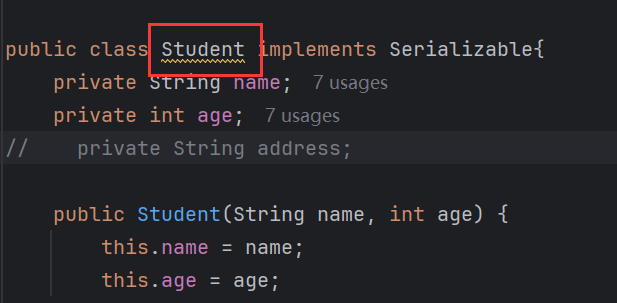 public class Student implements Serializable{
private String name; 7 usages
private int age; 7 usages
// private String address;
public Student(String name, int age) {
this.name = name;
this.age = age;